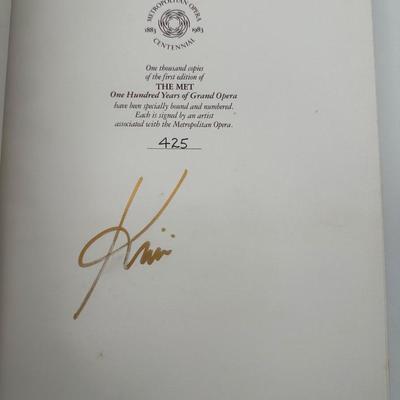 METROPOLITAN OPERA
1883 1983
CENTENNIAL
One thousand copies
of the first edition of
THE MET
One Hundred Years of Grand Opera
have been specially bound and numbered.
Each is signed by an artist
associated with the Metropolitan Opera.
425